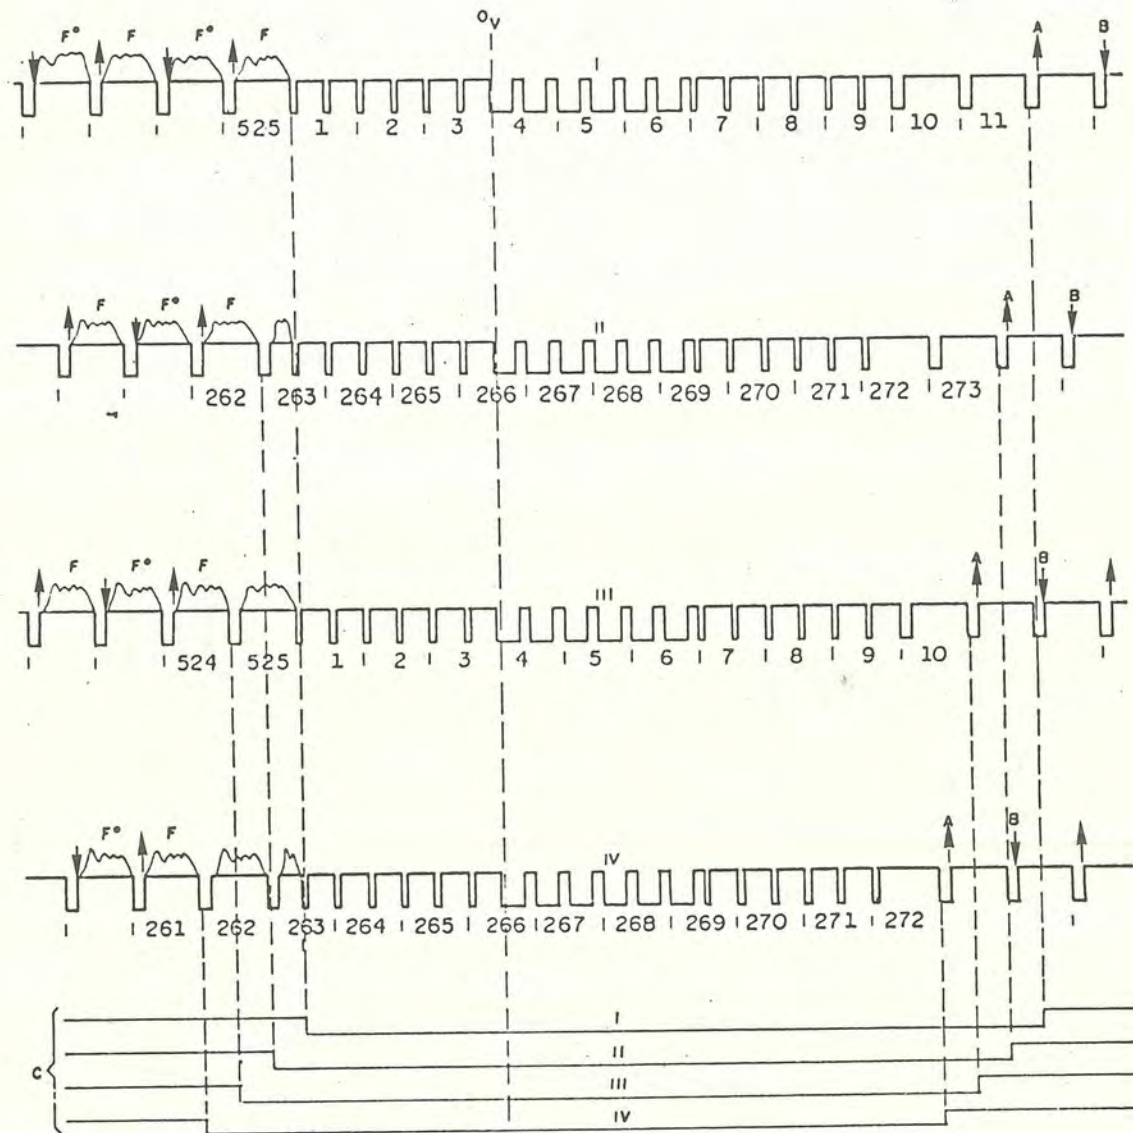 O_V
F° F F° F I A B
525 1 2 3 4 5 6 7 8 9 10 11
F F° F II A B
262 263 264 265 266 267 268 269 270 271 272 273
F F° F III A B
524 525 1 2 3 4 5 6 7 8 9 10
F° F IV A B
261 262 263 264 265 266 267 268 269 270 271 272
I
II
C
III
IV